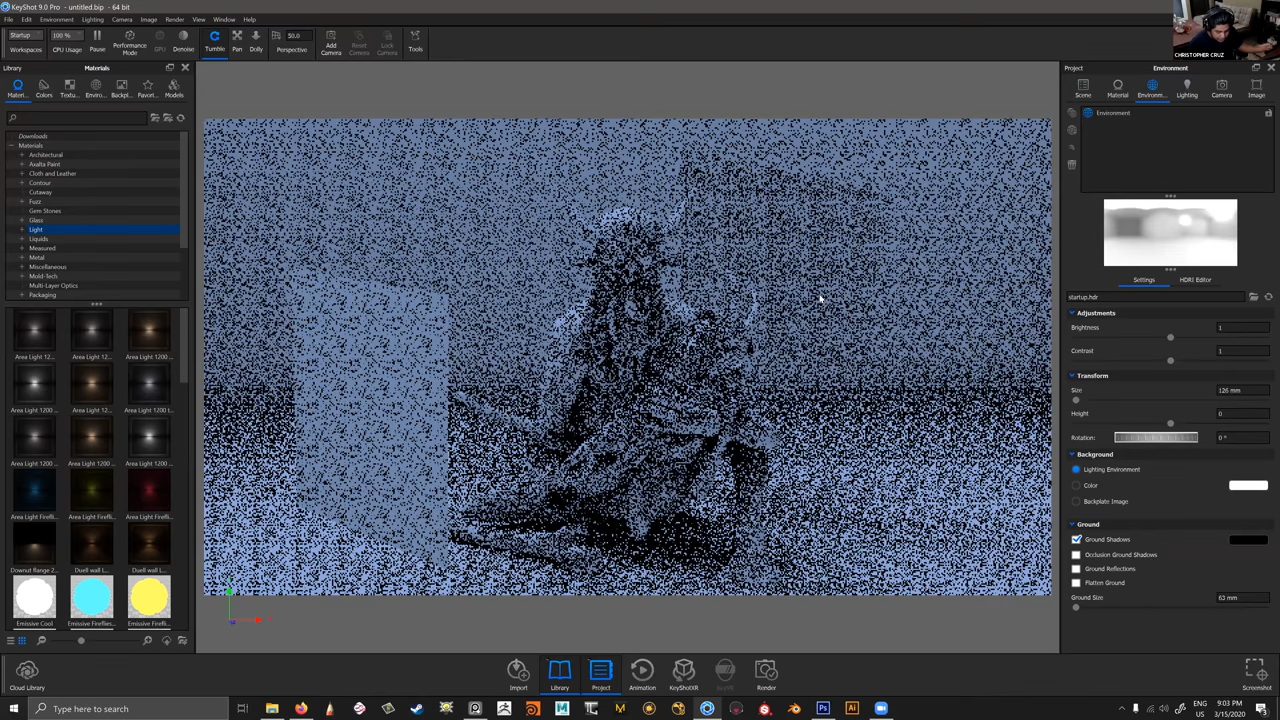 KeyShot 9.0 Pro - untitled.bip - 64 bit
File Edit Environment Lighting Camera Image Render View Window Help
Startup 100 % 50.0
Workspaces CPU Usage Pause Performance Mode GPU Denoise Tumble Pan Dolly Perspective Add Camera Reset Camera Lock Camera Tools
CHRISTOPHER CRUZ
Library Materials
Materi... Colors Textu... Enviro... Backpl... Favori... Models
Downloads
Materials
Architectural
Axalta Paint
Cloth and Leather
Contour
Cutaway
Fuzz
Gem Stones
Glass
Light
Liquids
Measured
Metal
Miscellaneous
Mold-Tech
Multi-Layer Optics
Packaging
Area Light 12... Area Light 12... Area Light 1200 ...
Area Light 1200 ... Area Light 12... Area Light 1200 t...
Area Light 1200 ... Area Light 1200 ... Area Light 1200 ...
Area Light Firefli... Area Light Firefli... Area Light Firefli...
Duell wall L... Duell wall L...
Emissive Cool Emissive Fireflies... Emissive Firefli...
Project Environment
Scene Material Environm... Lighting Camera Image
Environment
Settings HDRI Editor
startup.hdr
Adjustments
Brightness 1
Contrast 1
Transform
Size 126 mm
Height 0
Rotation: 0 °
Background
Lighting Environment
Color
Backplate Image
Ground
Ground Shadows
Occlusion Ground Shadows
Ground Reflections
Flatten Ground
Ground Size 63 mm
Cloud Library Import Library Project Animation KeyShotXR Render Screenshot
Type here to search
ENG
US
9:03 PM
3/15/2020